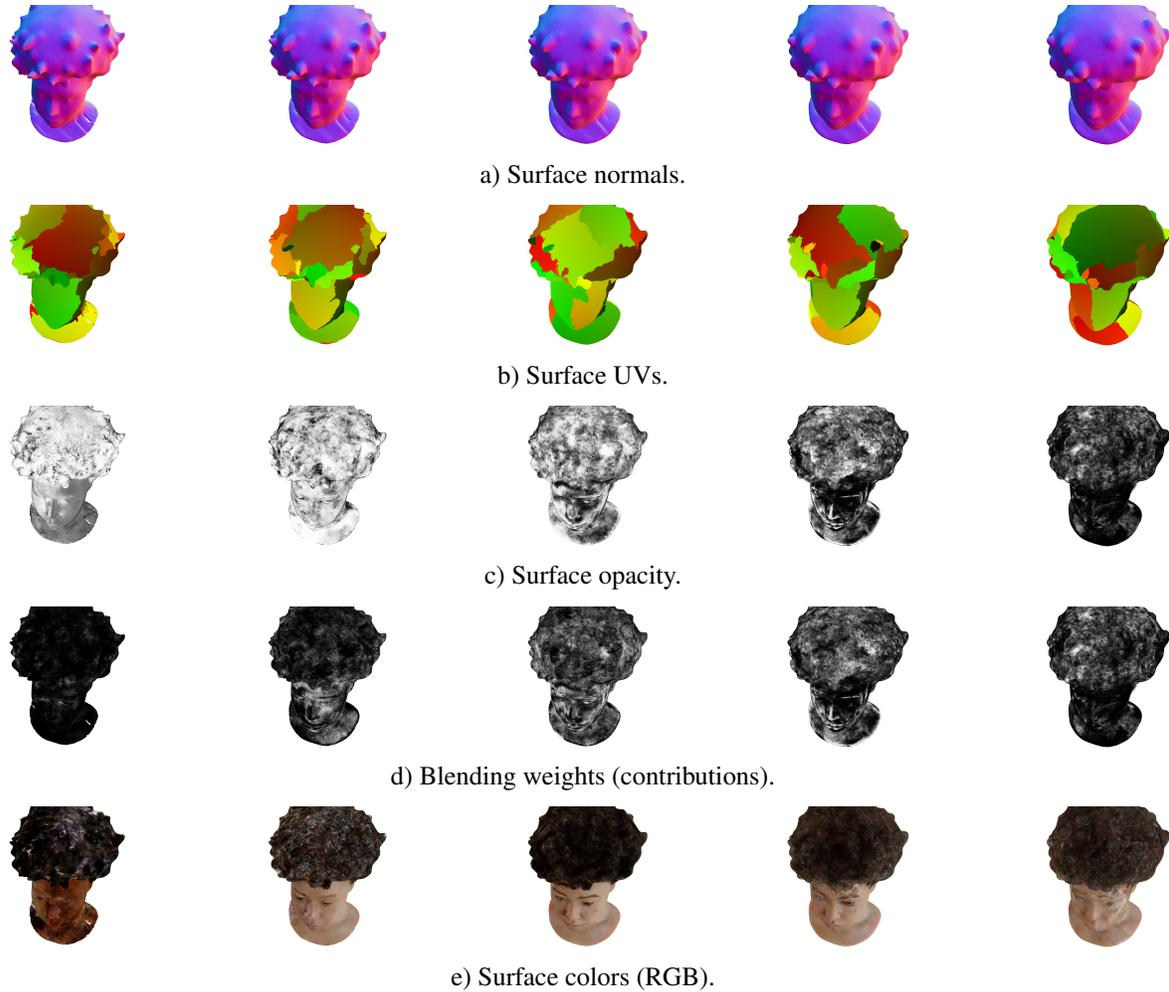 a) Surface normals.
b) Surface UVs.
c) Surface opacity.
d) Blending weights (contributions).
e) Surface colors (RGB).